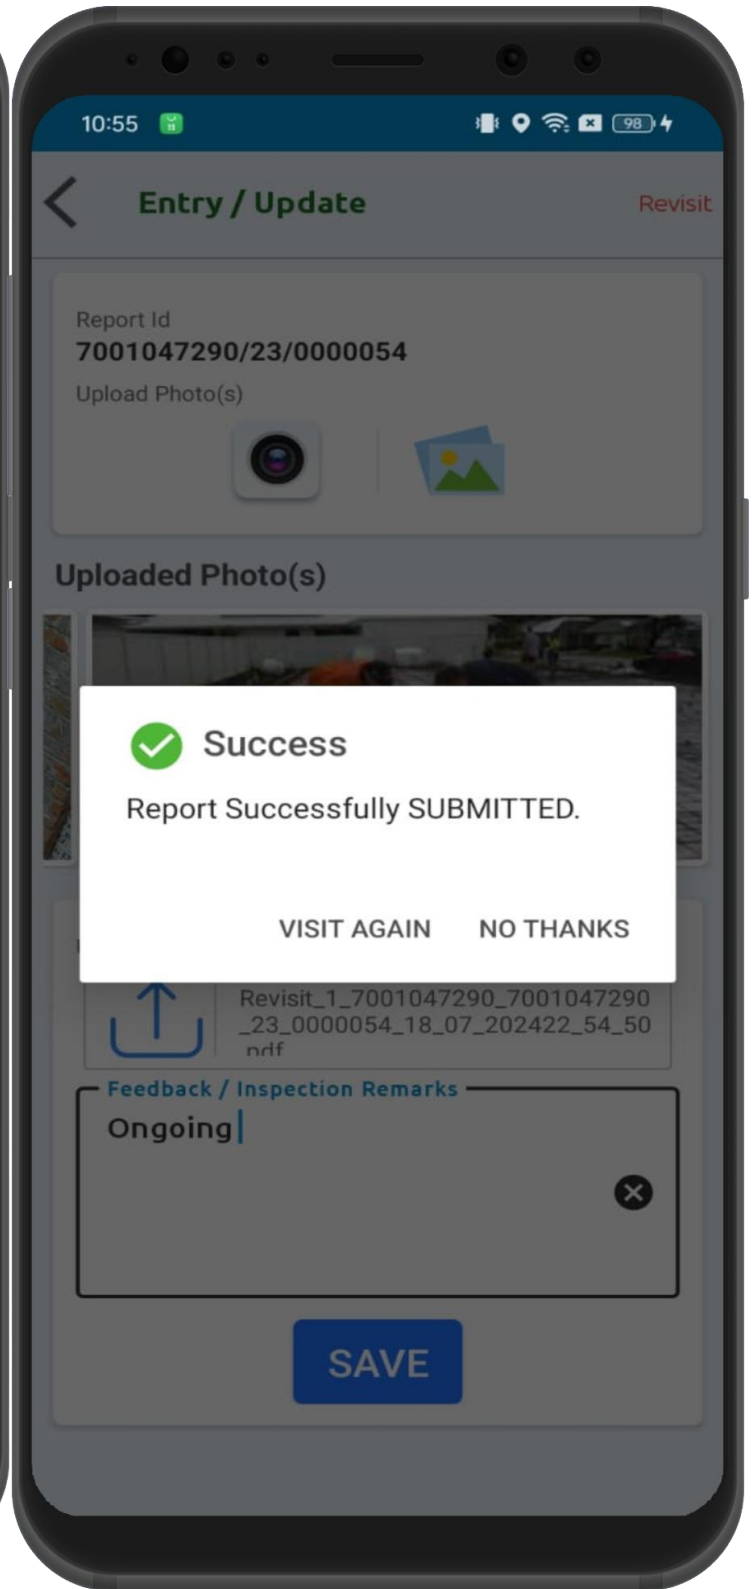 10:55
98
Entry / Update
Revisit
Report Id
7001047290/23/0000054
Upload Photo(s)
Uploaded Photo(s)
Success
Report Successfully SUBMITTED.
VISIT AGAIN NO THANKS
Revisit_1_7001047290_7001047290
_23_0000054_18_07_202422_54_50
.pdf
Feedback / Inspection Remarks
Ongoing
SAVE